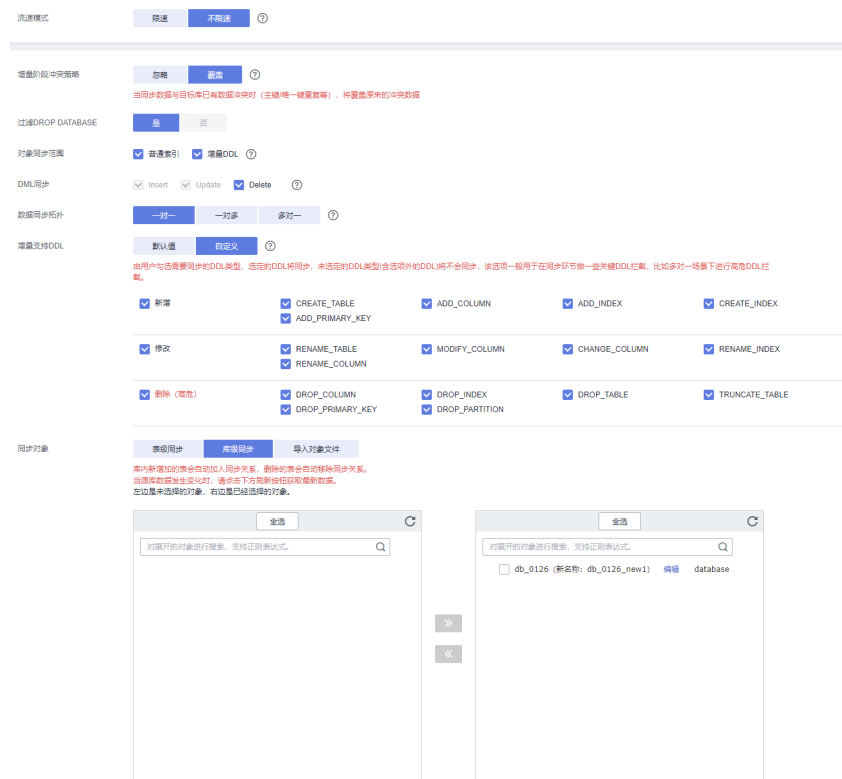 流速模式 限速 不限速
增量阶段冲突策略 忽略 覆盖
当同步数据与目标库已有数据冲突时（主键/唯一键重复等），将覆盖原来的冲突数据
过滤DROP DATABASE 是 否
对象同步范围 普通索引 增量DDL
DML同步 Insert Update Delete
数据同步拓扑 一对一 一对多 多对一
增量支持DDL 默认值 自定义
由用户勾选需要同步的DDL类型，选定的DDL将同步，未选定的DDL类型(含选项外的DDL)将不会同步，该选项一般用于在同步环节做一些关键DDL拦截，比如多对一场景下进行高危DDL拦
截。
新增 CREATE_TABLE ADD_COLUMN ADD_INDEX CREATE_INDEX
ADD_PRIMARY_KEY
修改 RENAME_TABLE MODIFY_COLUMN CHANGE_COLUMN RENAME_INDEX
RENAME_COLUMN
删除（高危） DROP_COLUMN DROP_INDEX DROP_TABLE TRUNCATE_TABLE
DROP_PRIMARY_KEY DROP_PARTITION
同步对象 表级同步 库级同步 导入对象文件
库内新增加的表会自动加入同步关系，删除的表会自动移除同步关系。
当源库数据发生变化时，请点击下方刷新按钮获取最新数据。
左边是未选择的对象，右边是已经选择的对象。
全选 全选
对展开的对象进行搜索，支持正则表达式。 对展开的对象进行搜索，支持正则表达式。
db_0126（新名称：db_0126_new1） 编辑 database